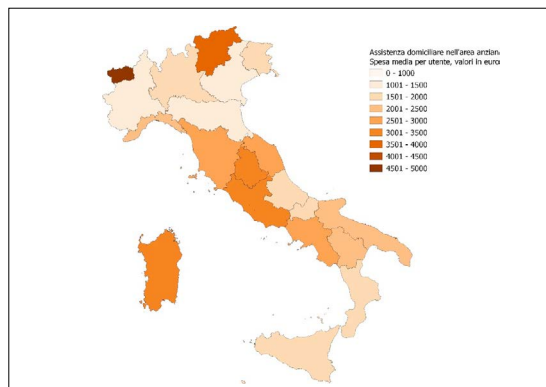 Assistenza domiciliare nell'area anzian
Spesa media per utente, valori in euro
0 - 1000
1001 - 1500
1501 - 2000
2001 - 2500
2501 - 3000
3001 - 3500
3501 - 4000
4001 - 4500
4501 - 5000